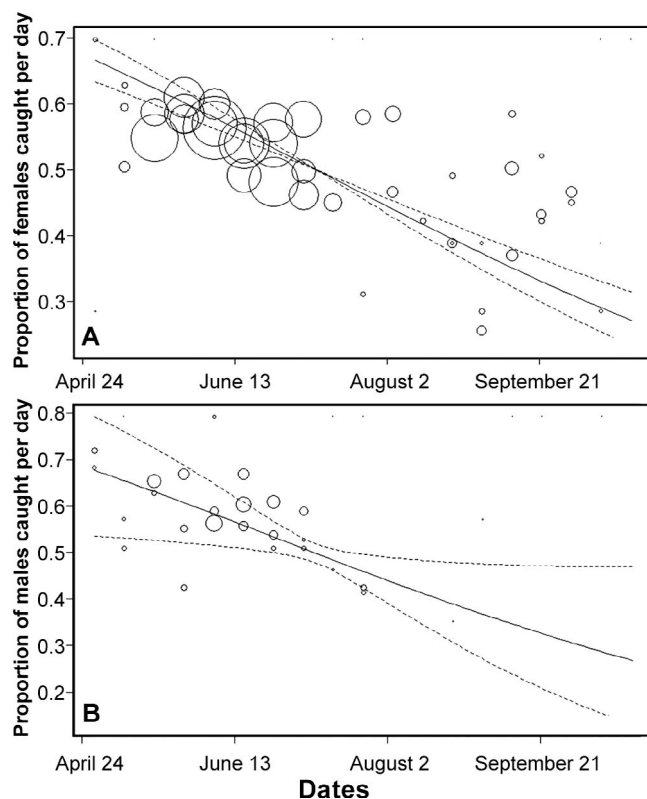 Proportion of females caught per day
0.7
0.6
0.5
0.4
0.3
A
April 24 June 13 August 2 September 21
Proportion of males caught per day
0.8
0.7
0.6
0.5
0.4
0.3
0.2
B
April 24 June 13 August 2 September 21
Dates